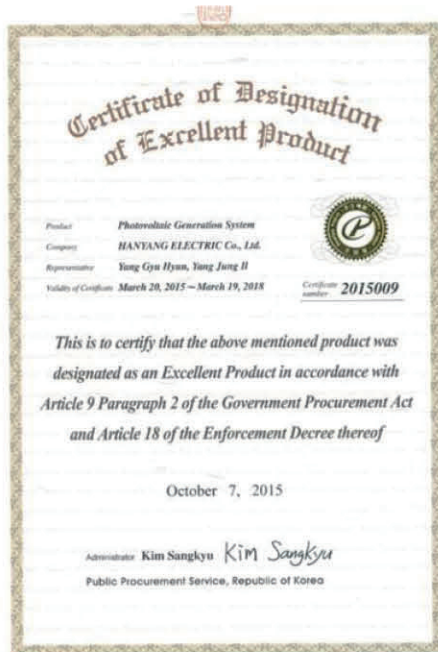 Certificate of Designation
of Excellent Product
Product Photovoltaic Generation System
Company HANYANG ELECTRIC Co., Ltd.
Representative Yang Gyu Hyun, Yang Jung Il
Validity of Certificate March 20, 2015 ~ March 19, 2018
Certificate number 2015009
This is to certify that the above mentioned product was
designated as an Excellent Product in accordance with
Article 9 Paragraph 2 of the Government Procurement Act
and Article 18 of the Enforcement Decree thereof
October 7, 2015
Administrator Kim Sangkyu Kim Sangkyu
Public Procurement Service, Republic of Korea